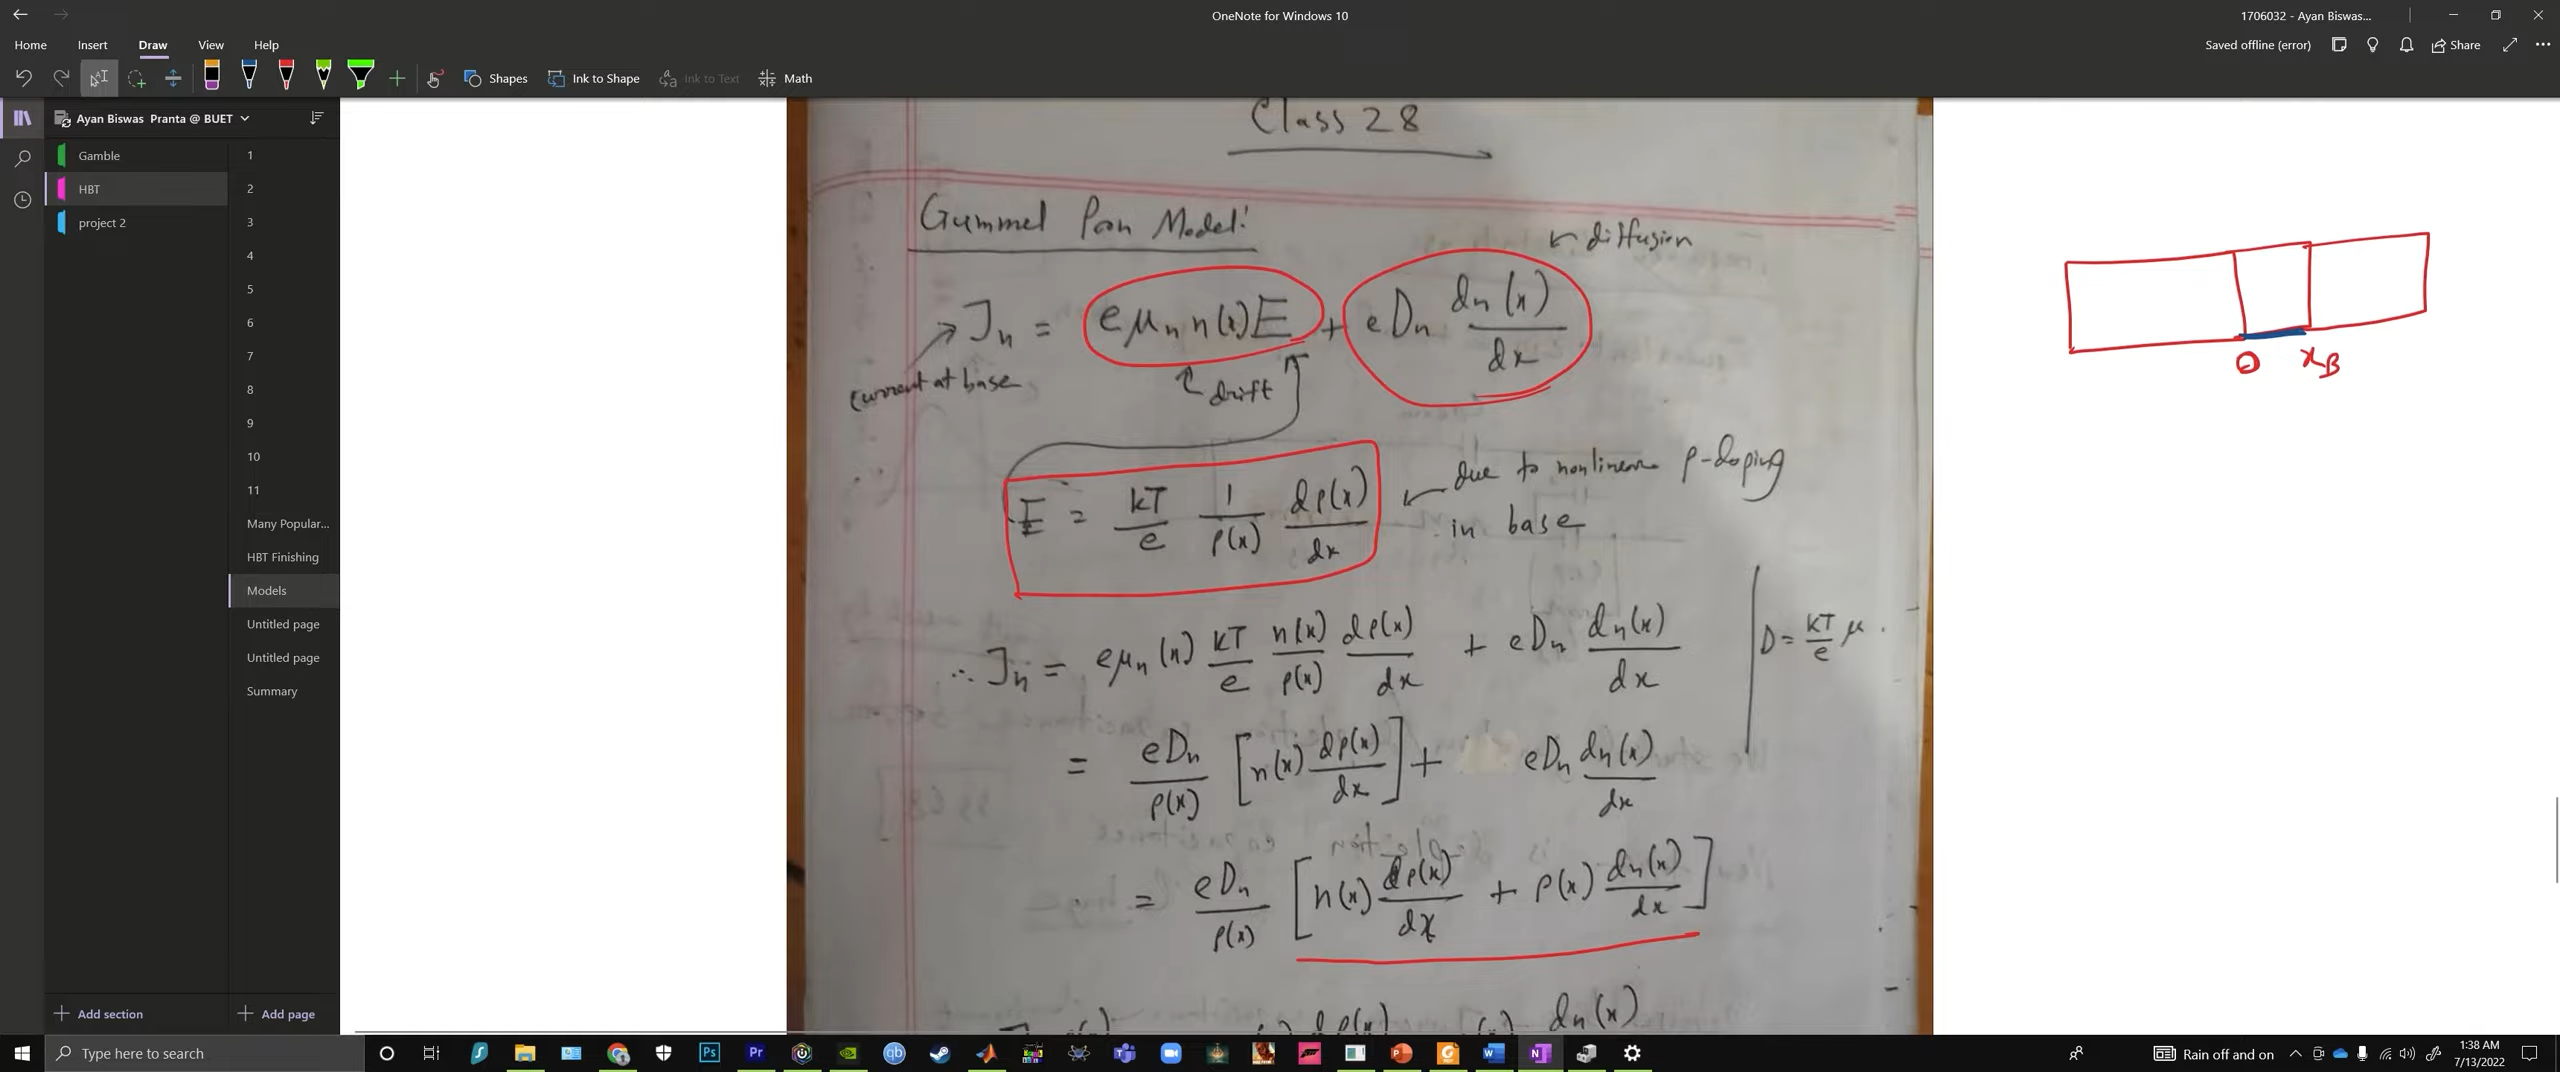 OneNote for Windows 10
1706032 - Ayan Biswas...
Home Insert Draw View Help
Saved offline (error)
Share
Shapes
Ink to Shape
Ink to Text
Math
Ayan Biswas Pranta @ BUET
Gamble
HBT
project 2
1
2
3
4
5
6
7
8
9
10
11
Many Popular...
HBT Finishing
Models
Untitled page
Untitled page
Summary
Add section
Add page
Class 28
Gummel Poon Model:
diffusion
Jn = eμn n(x)E + eDn dn(x)/dx
current at base
drift
E = kT/e 1/p(x) dp(x)/dx
due to nonlinear p-doping
in base
∴ Jn = eμn (x) kT/e n(x)/p(x) dp(x)/dx + eDn dn(x)/dx
D = kT/e μ.
= eDn/p(x) [n(x) dp(x)/dx] + eDn dn(x)/dx
= eDn/p(x) [n(x) dp(x)/dx + p(x) dn(x)/dx]
dp(x) dn(x)
0 xB
Type here to search
Rain off and on
1:38 AM
7/13/2022